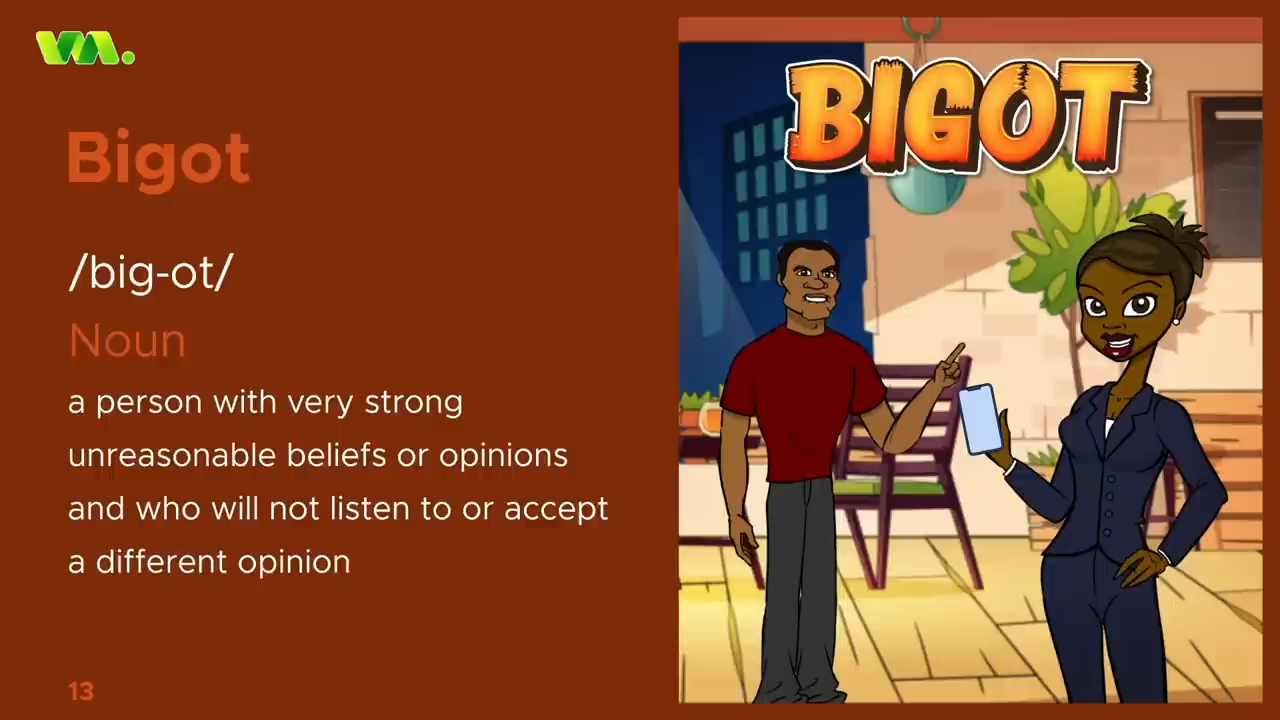 VA.
Bigot
/big-ot/
Noun
a person with very strong
unreasonable beliefs or opinions
and who will not listen to or accept
a different opinion
13
BIGOT